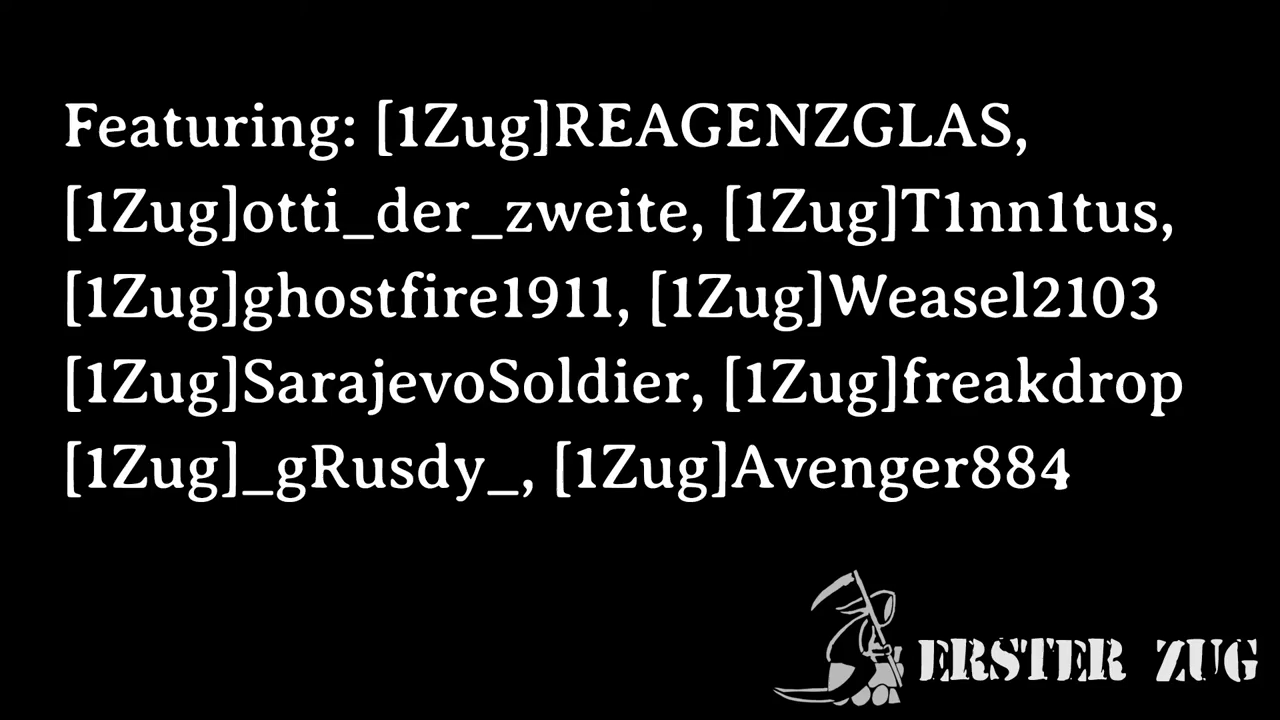 Featuring: [1Zug]REAGENZGLAS,
[1Zug]otti_der_zweite, [1Zug]T1nn1tus,
[1Zug]ghostfire1911, [1Zug]Weasel2103
[1Zug]SarajevoSoldier, [1Zug]freakdrop
[1Zug]_gRusdy_, [1Zug]Avenger884
ERSTER ZUG